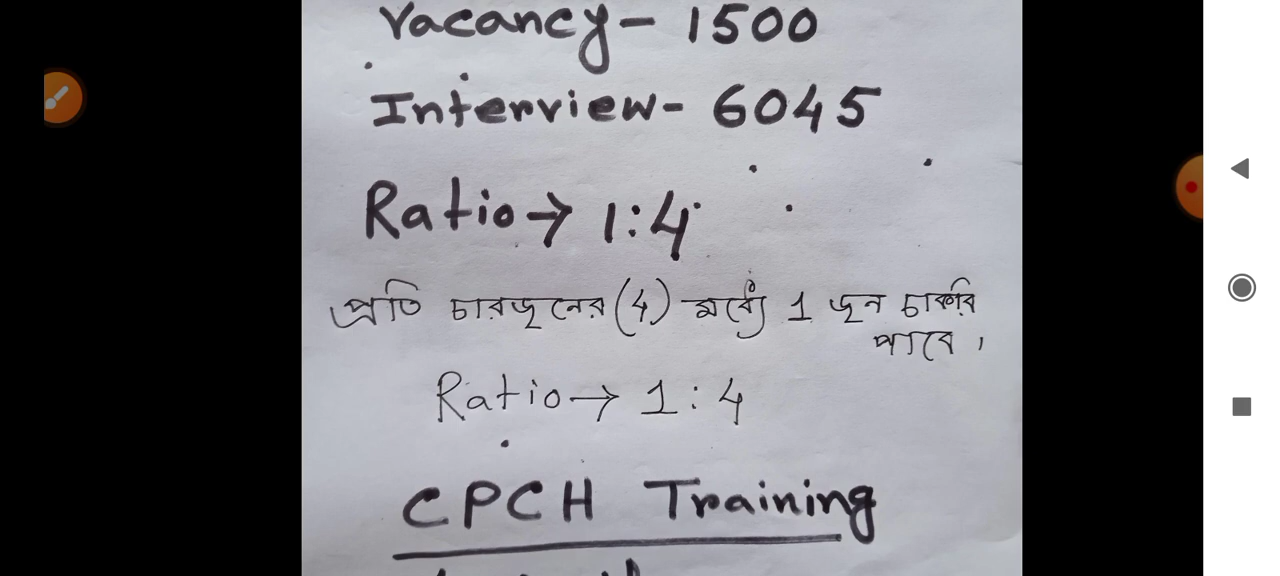 Vacancy- 1500
Interview- 6045
Ratio→ 1:4
প্রতি চারজনের (4) মধ্যে 1 জন চাকরি
পাবে,
Ratio→ 1:4
CPCH Training